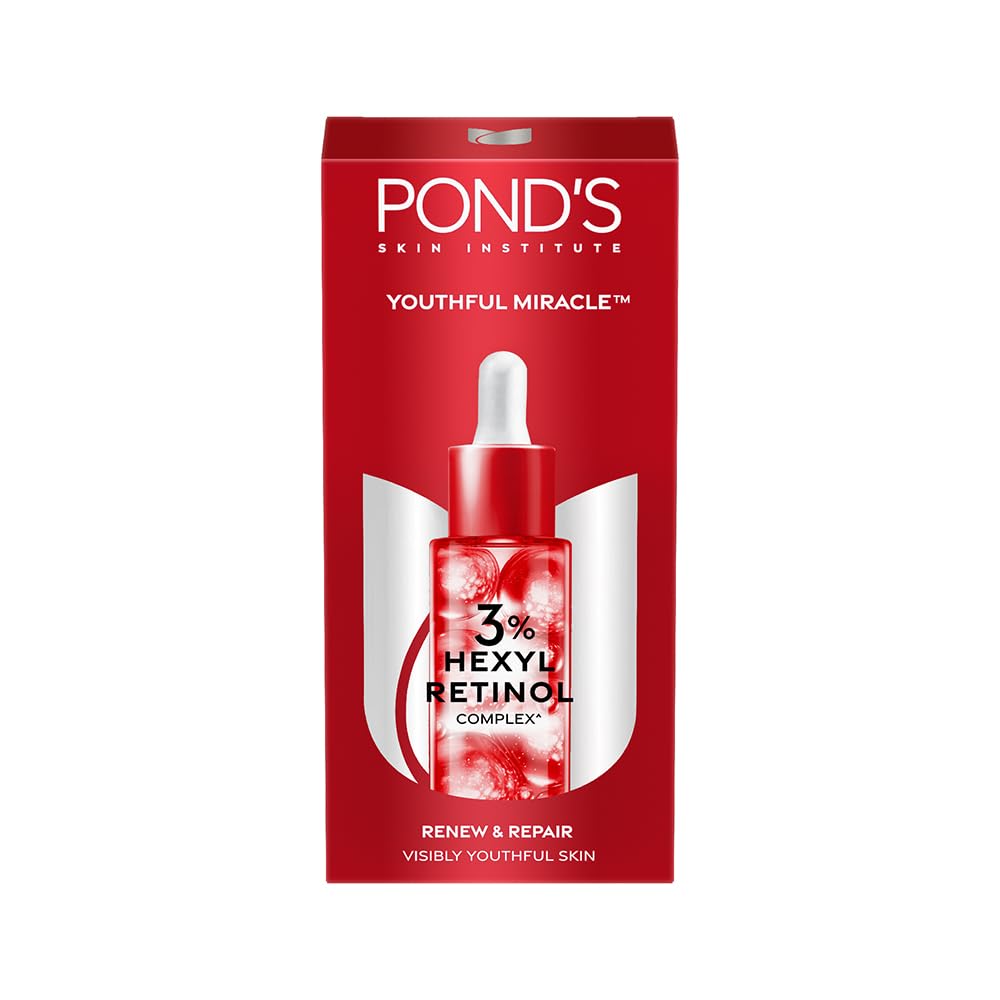 POND'S
SKIN INSTITUTE
YOUTHFUL MIRACLE™
3%
HEXYL
RETINOL
COMPLEX^
RENEW & REPAIR
VISIBLY YOUTHFUL SKIN